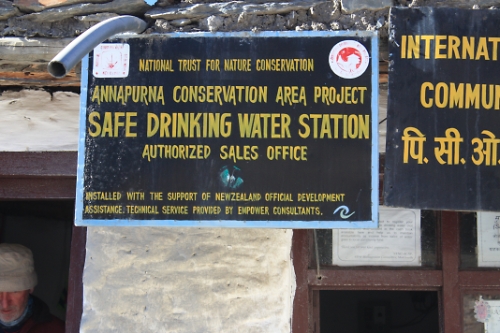 NATIONAL TRUST FOR NATURE CONSERVATION
ANNAPURNA CONSERVATION AREA PROJECT
SAFE DRINKING WATER STATION
AUTHORIZED SALES OFFICE
INSTALLED WITH THE SUPPORT OF NEWZEALAND OFFICIAL DEVELOPMENT
ASSISTANCE: TECHNICAL SERVICE PROVIDED BY EMPOWER CONSULTANTS.
INTERNAT
COMMUN
पि. सी. ओ.